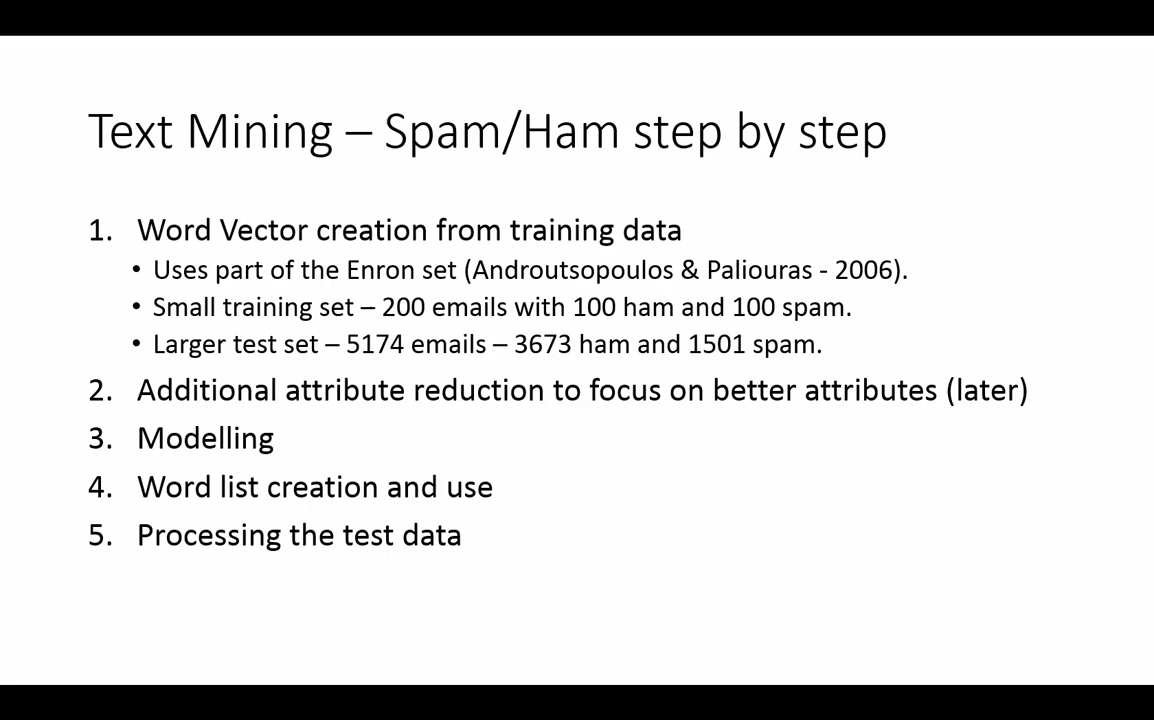 Text Mining – Spam/Ham step by step
1. Word Vector creation from training data
• Uses part of the Enron set (Androutsopoulos & Paliouras - 2006).
• Small training set – 200 emails with 100 ham and 100 spam.
• Larger test set – 5174 emails – 3673 ham and 1501 spam.
2. Additional attribute reduction to focus on better attributes (later)
3. Modelling
4. Word list creation and use
5. Processing the test data